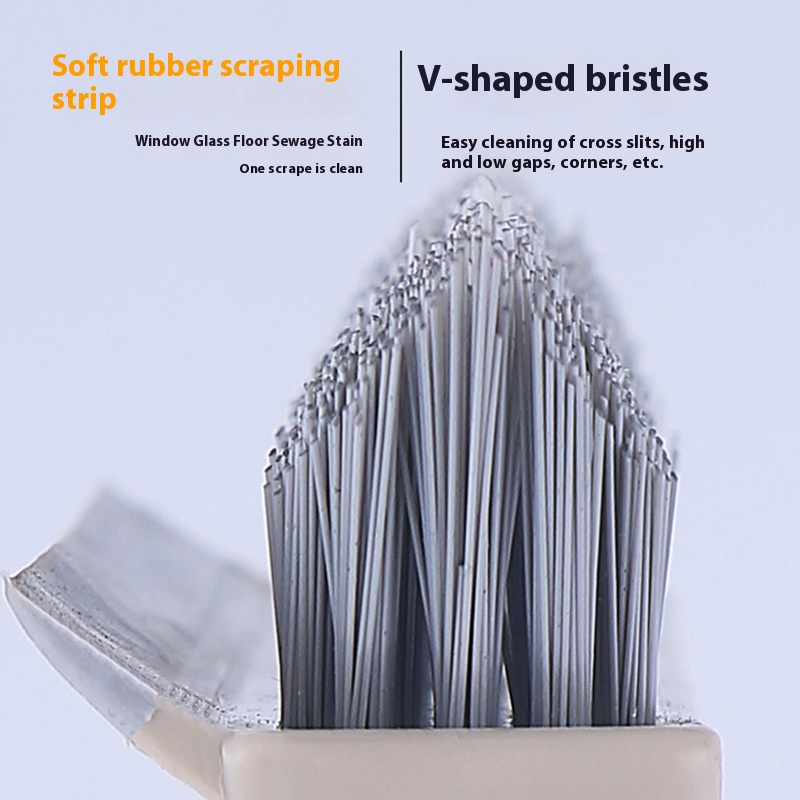 Soft rubber scraping
strip
Window Glass Floor Sewage Stain
One scrape is clean
V-shaped bristles
Easy cleaning of cross slits, high
and low gaps, corners, etc.